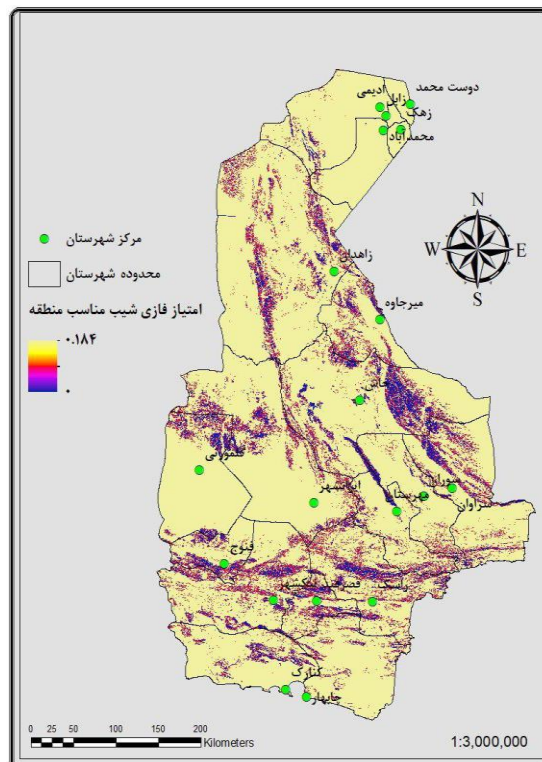 دوست محمد
ادیمی
زابل
زهک
محمدآباد
N
W E
S
مرکز شهرستان
محدوده شهرستان
امتیاز فازی شیب مناسب منطقه
۰.۱۸۴
۰
زاهدان
میرجاوه
خاش
ایرانشهر
مهرستان
سوران
سراوان
فنوج
نیکشهر
قصرقند
راسک
کنارک
چابهار
0 25 50 100 150 200
Kilometers
1:3,000,000